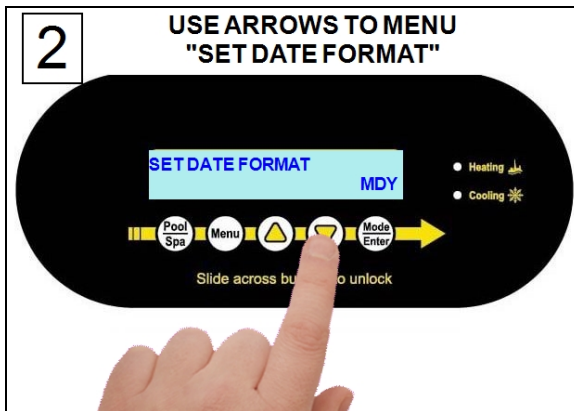 2
USE ARROWS TO MENU
"SET DATE FORMAT"
SET DATE FORMAT
MDY
Heating
Cooling
Pool
Spa
Menu
Mode
Enter
Slide across bu o unlock